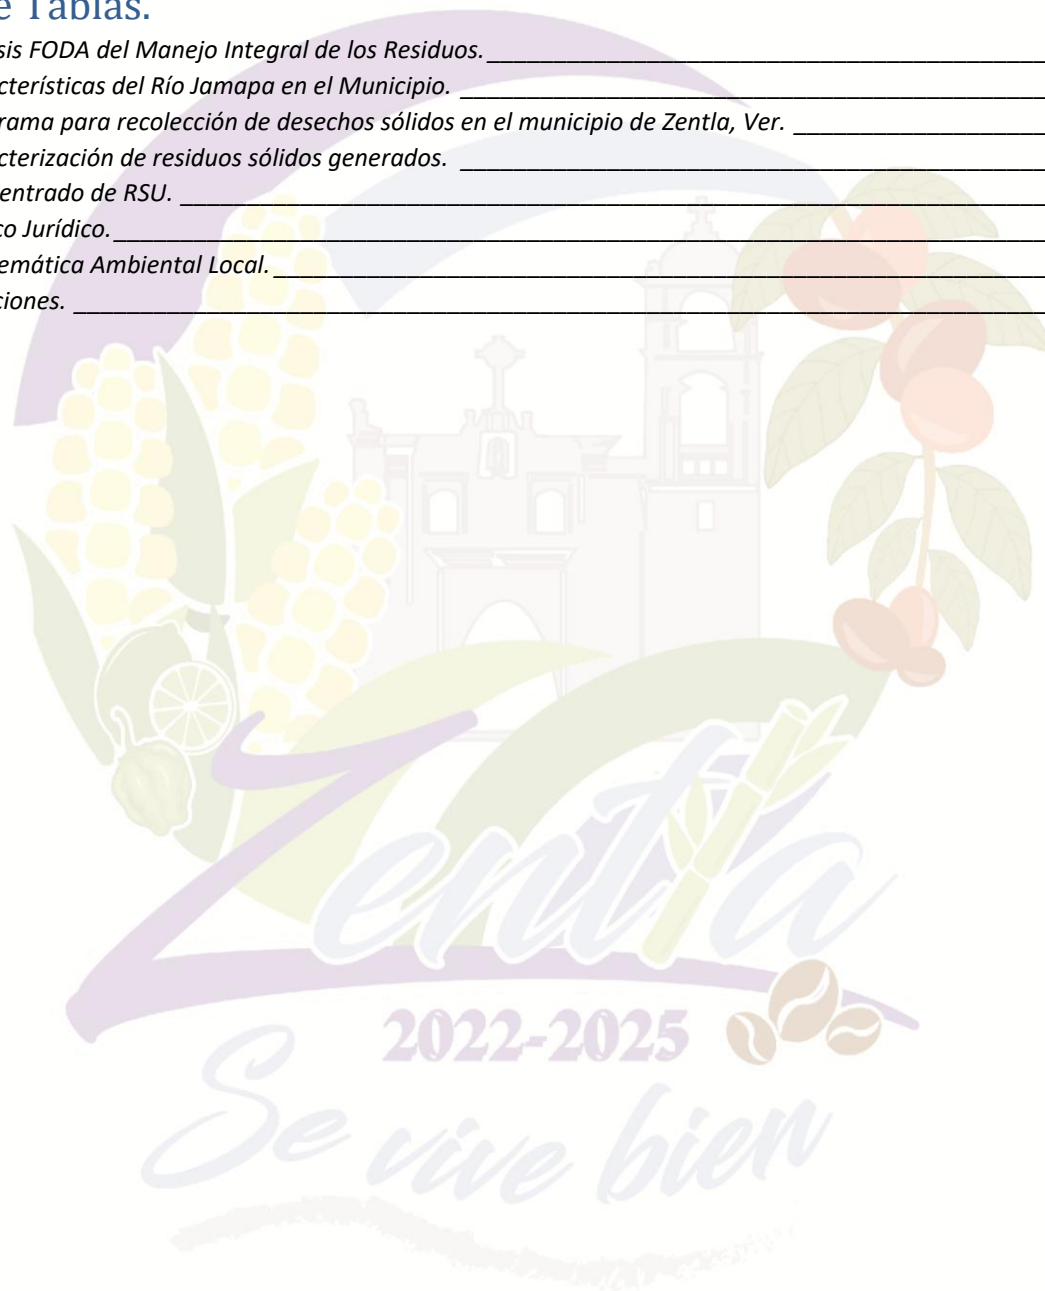 e Tablas.
sis FODA del Manejo Integral de los Residuos.
cterísticas del Río Jamapa en el Municipio.
rama para recolección de desechos sólidos en el municipio de Zentla, Ver.
cterización de residuos sólidos generados.
entrado de RSU.
co Jurídico.
emática Ambiental Local.
ciones.
Zentla
2022-2025
Se vive bien